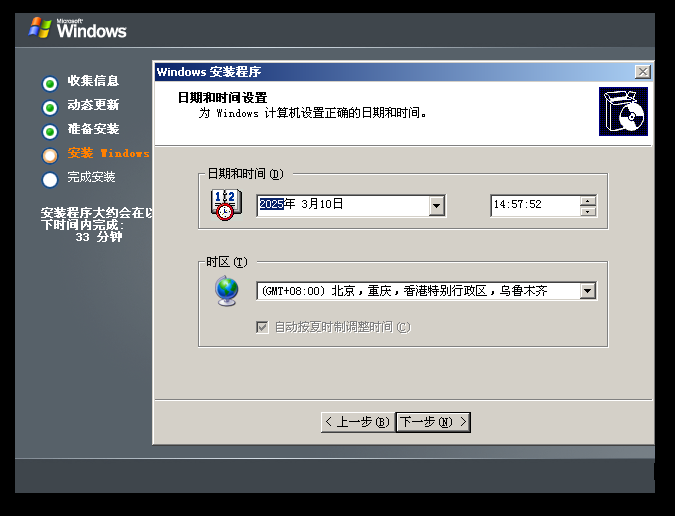 Microsoft
Windows
收集信息
动态更新
准备安装
安装 Windows
完成安装
安装程序大约会在以
下时间内完成:
33 分钟
Windows 安装程序
日期和时间设置
为 Windows 计算机设置正确的日期和时间。
日期和时间(D)
1 2
2025年 3月10日
14:57:52
时区(T)
(GMT+08:00) 北京，重庆，香港特别行政区，乌鲁木齐
自动按夏时制调整时间(C)
< 上一步(B)
下一步(N) >